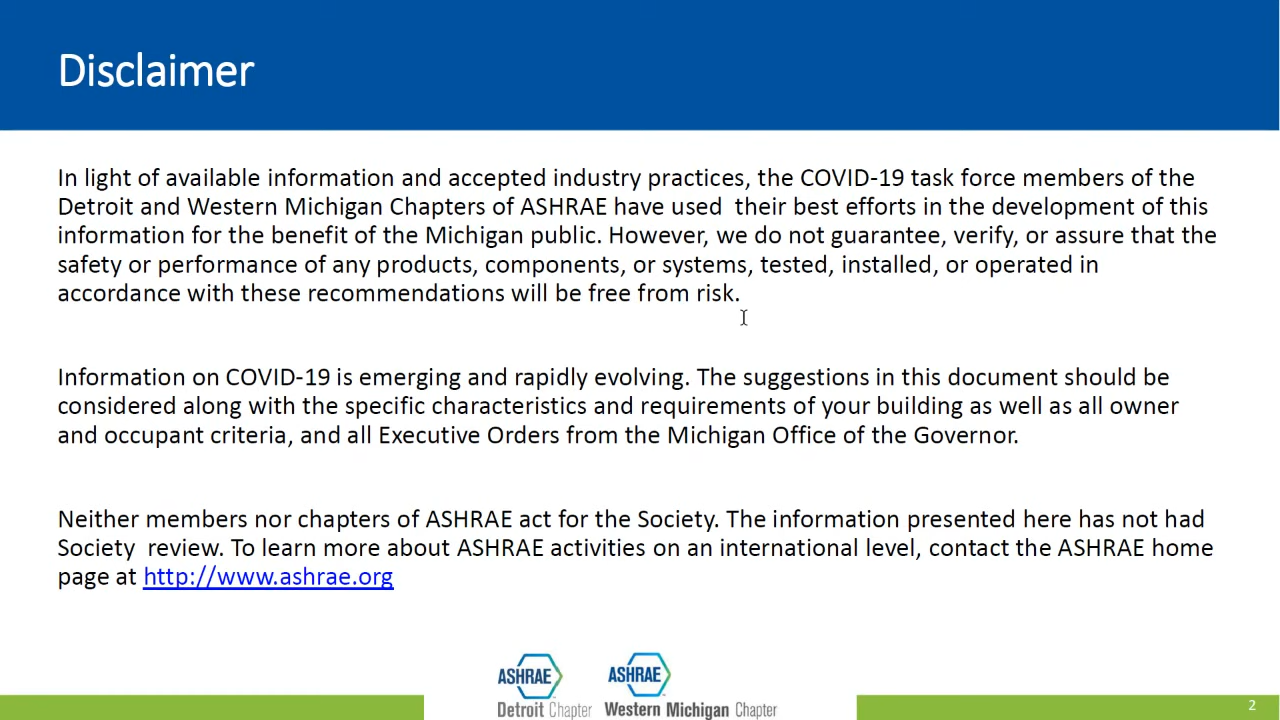 Disclaimer
In light of available information and accepted industry practices, the COVID-19 task force members of the
Detroit and Western Michigan Chapters of ASHRAE have used  their best efforts in the development of this
information for the benefit of the Michigan public. However, we do not guarantee, verify, or assure that the
safety or performance of any products, components, or systems, tested, installed, or operated in
accordance with these recommendations will be free from risk.
Information on COVID-19 is emerging and rapidly evolving. The suggestions in this document should be
considered along with the specific characteristics and requirements of your building as well as all owner
and occupant criteria, and all Executive Orders from the Michigan Office of the Governor.
Neither members nor chapters of ASHRAE act for the Society. The information presented here has not had
Society  review. To learn more about ASHRAE activities on an international level, contact the ASHRAE home
page at http://www.ashrae.org
ASHRAE ASHRAE
Detroit Chapter Western Michigan Chapter
2